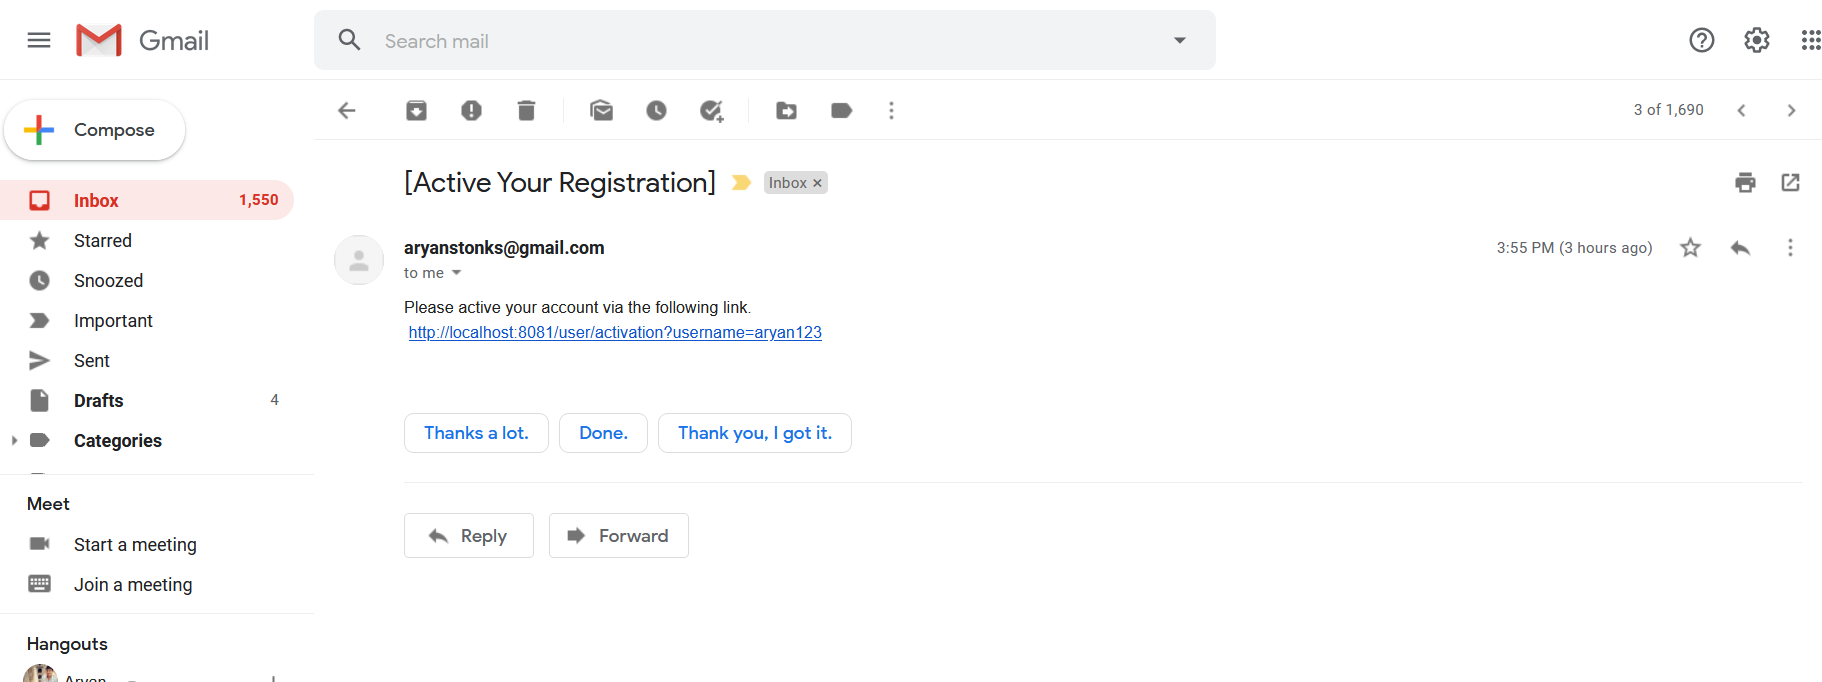 Gmail
Search mail
Compose
3 of 1,690
Inbox 1,550
Starred
Snoozed
Important
Sent
Drafts 4
Categories
Meet
Start a meeting
Join a meeting
Hangouts
Aryan
[Active Your Registration] Inbox ×
aryanstonks@gmail.com 3:55 PM (3 hours ago)
to me
Please active your account via the following link.
http://localhost:8081/user/activation?username=aryan123
Thanks a lot. Done. Thank you, I got it.
Reply Forward